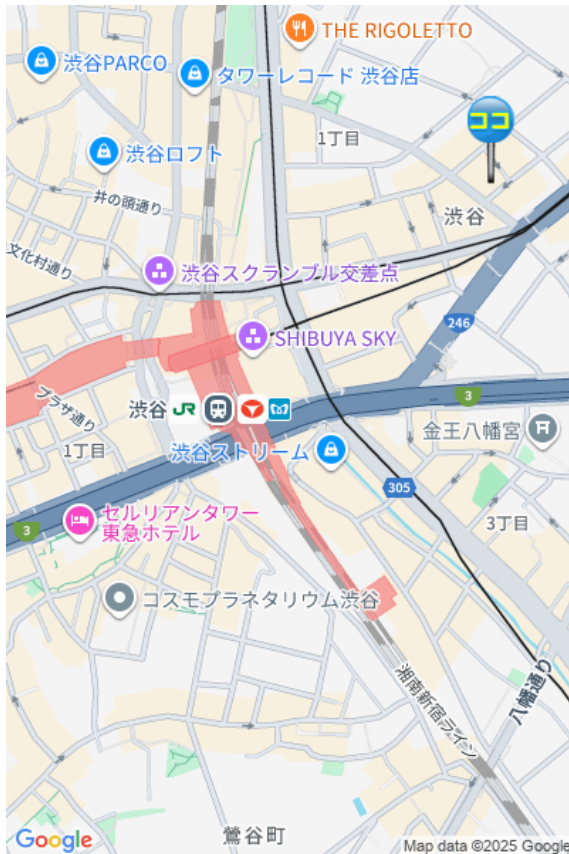 THE RIGOLETTO
渋谷PARCO
タワーレコード 渋谷店
ココ
1丁目
渋谷ロフト
井の頭通り
渋谷
文化村通り
渋谷スクランブル交差点
246
SHIBUYA SKY
3
プラザ通り
渋谷
JR
金王八幡宮
1丁目
渋谷ストリーム
305
セルリアンタワー
東急ホテル
3
3丁目
コスモプラネタリウム渋谷
湘南新宿ライン
八幡通り
鶯谷町
Google
Map data ©2025 Google